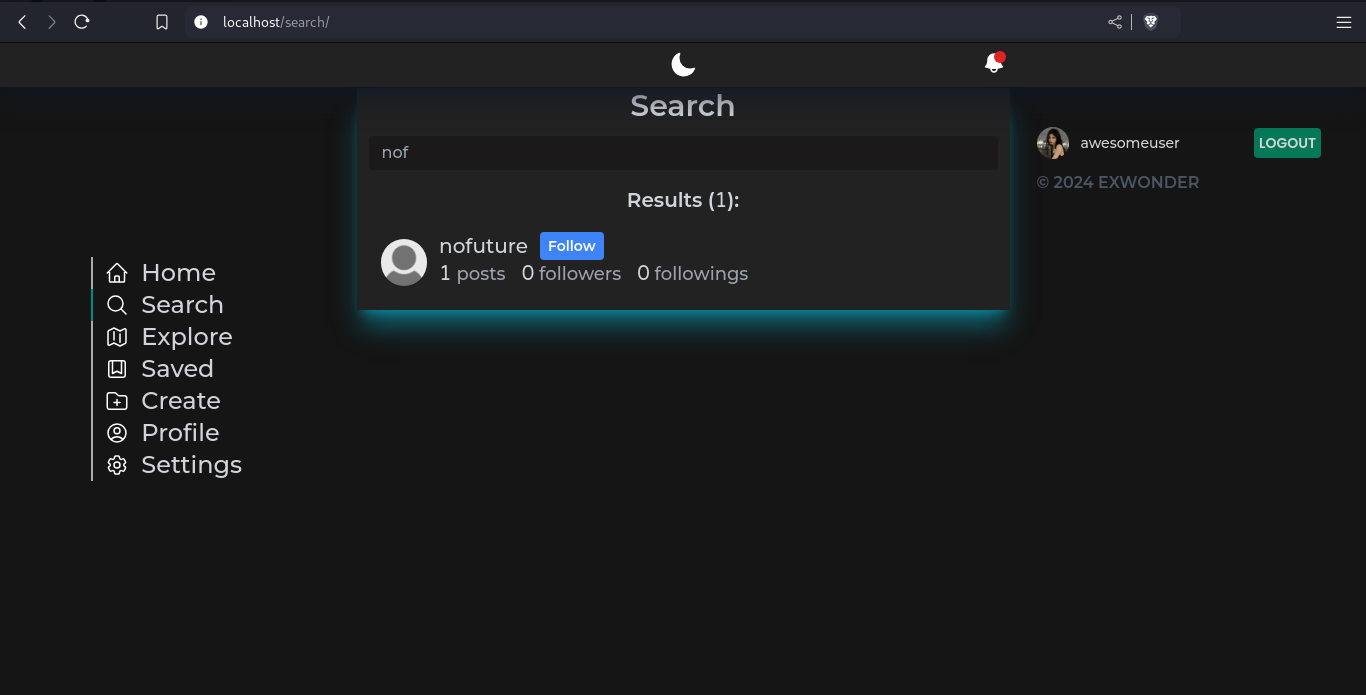 localhost/search/
Search
nof
Results (1):
nofuture Follow
1 posts 0 followers 0 followings
Home
Search
Explore
Saved
Create
Profile
Settings
awesomeuser LOGOUT
© 2024 EXWONDER